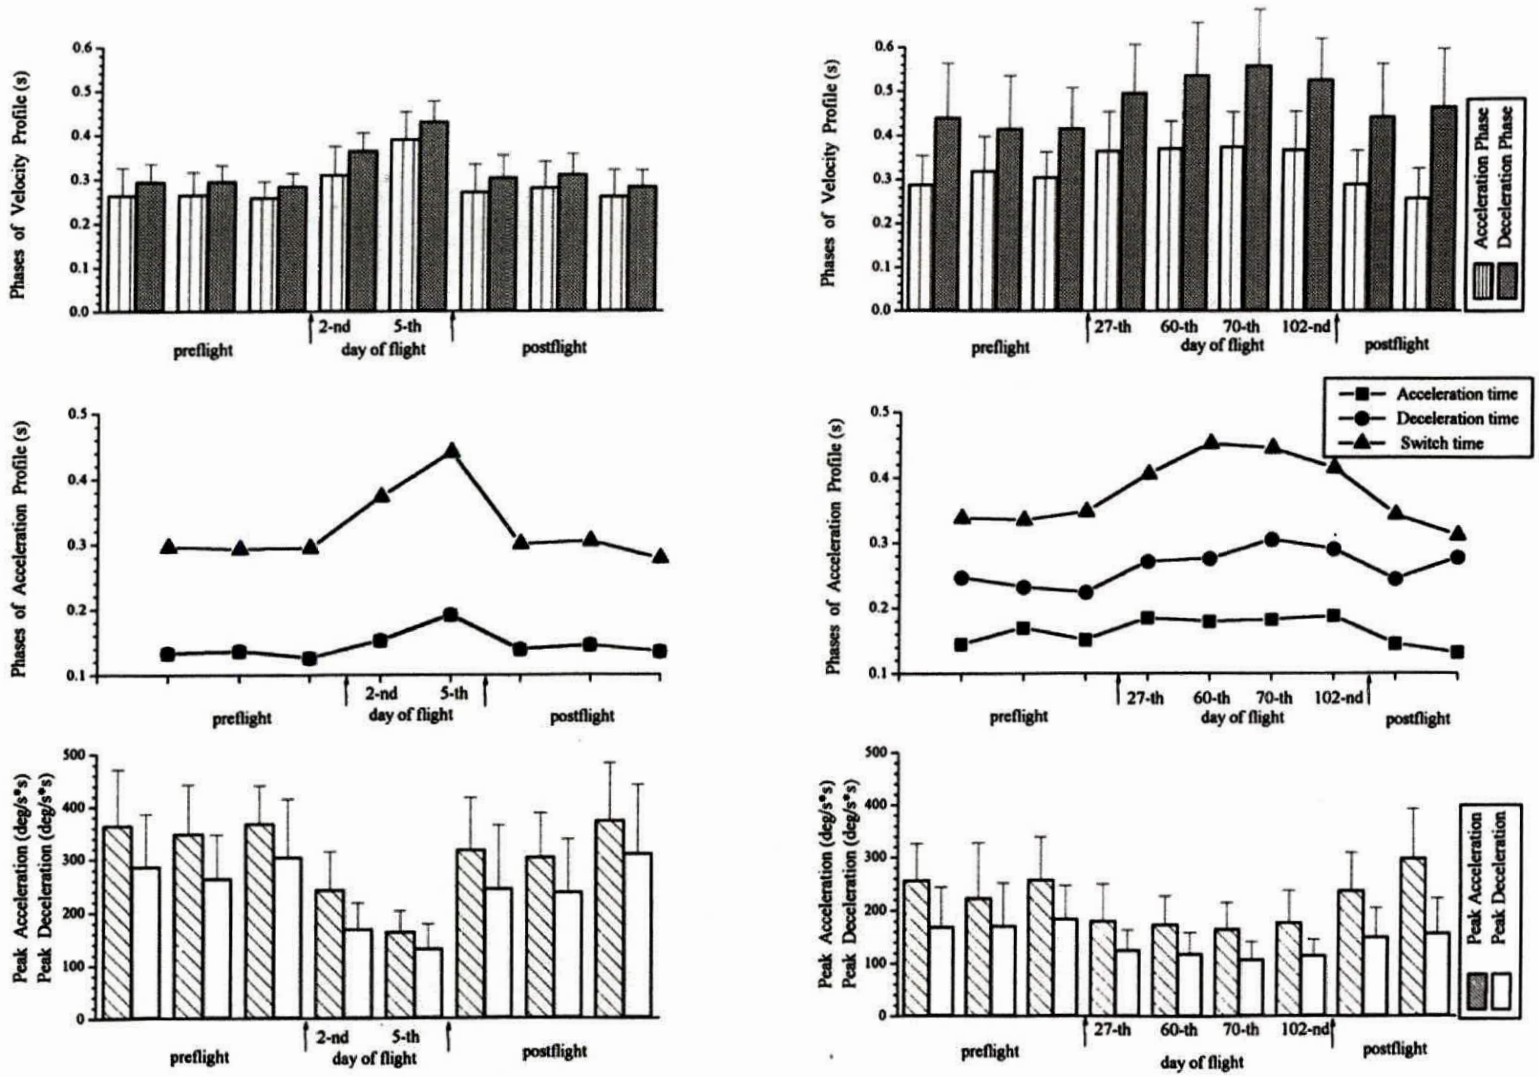 Phases of Velocity Profile (s)
0.6
0.5
0.4
0.3
0.2
0.1
0.0
2-nd 5-th
preflight day of flight postflight
Phases of Velocity Profile (s)
0.6
0.5
0.4
0.3
0.2
0.1
0.0
27-th 60-th 70-th 102-nd
preflight day of flight postflight
Acceleration Phase
Deceleration Phase
Phases of Acceleration Profile (s)
0.5
0.4
0.3
0.2
0.1
2-nd 5-th
preflight day of flight postflight
Phases of Acceleration Profile (s)
0.5
0.4
0.3
0.2
0.1
27-th 60-th 70-th 102-nd
preflight day of flight postflight
Acceleration time
Deceleration time
Switch time
Peak Acceleration (deg/s*s)
Peak Deceleration (deg/s*s)
500
400
300
200
100
0
2-nd 5-th
preflight day of flight postflight
Peak Acceleration (deg/s*s)
Peak Deceleration (deg/s*s)
500
400
300
200
100
0
27-th 60-th 70-th 102-nd
preflight day of flight postflight
Peak Acceleration
Peak Deceleration